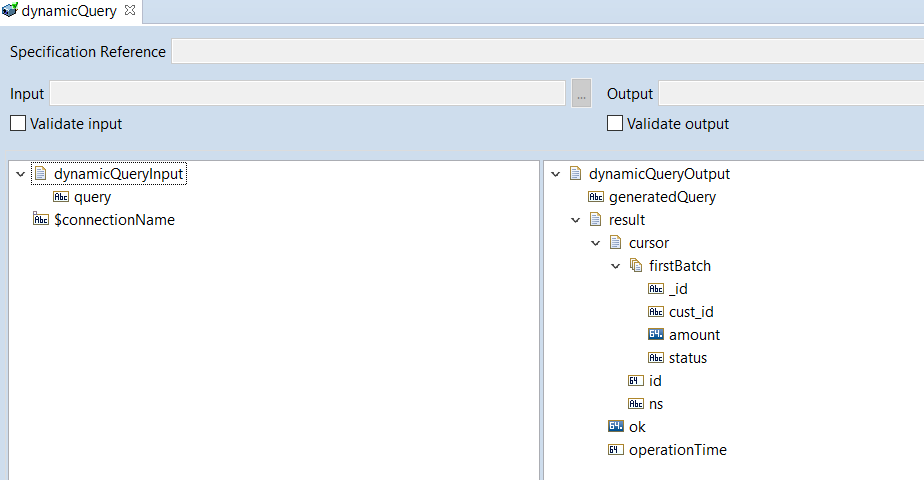 dynamicQuery
Specification Reference
Input
...
Output
Validate input
Validate output
dynamicQueryInput
Abc query
Abc $connectionName
dynamicQueryOutput
Abc generatedQuery
result
cursor
firstBatch
Abc _id
Abc cust_id
64. amount
Abc status
64 id
Abc ns
64. ok
64 operationTime